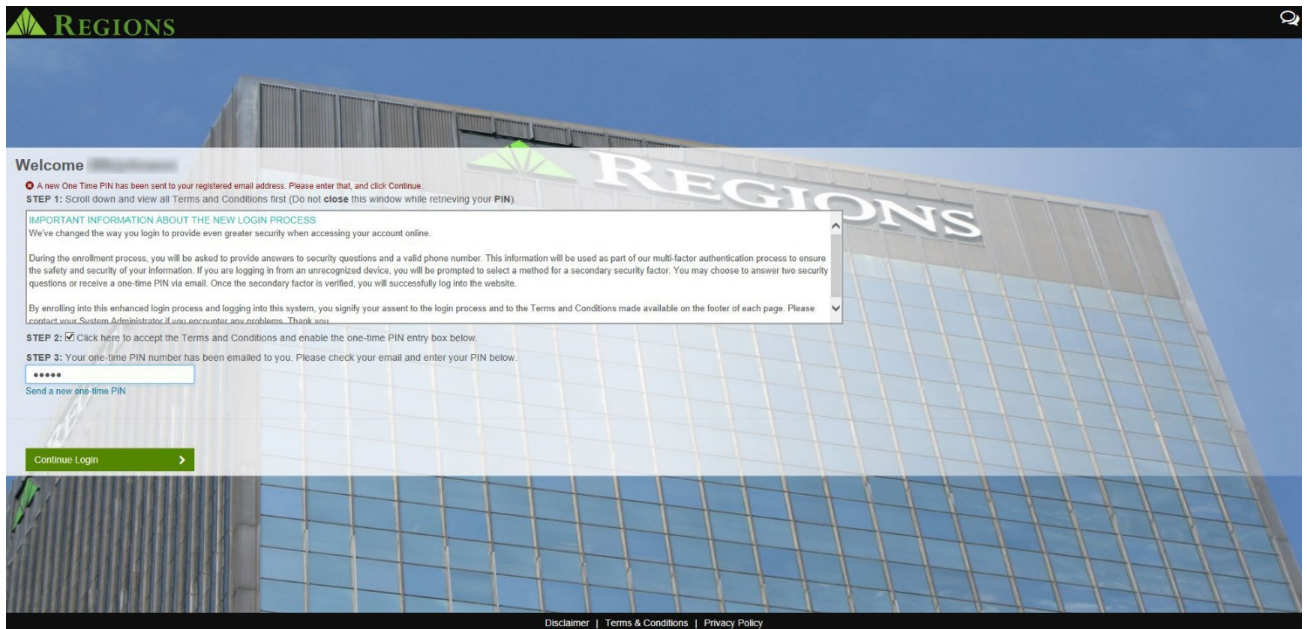 REGIONS
REGIONS
Welcome
A new One Time PIN has been sent to your registered email address. Please enter that, and click Continue.
STEP 1: Scroll down and view all Terms and Conditions first (Do not close this window while retrieving your PIN).
IMPORTANT INFORMATION ABOUT THE NEW LOGIN PROCESS
We've changed the way you login to provide even greater security when accessing your account online.
During the enrollment process, you will be asked to provide answers to security questions and a valid phone number. This information will be used as part of our multi-factor authentication process to ensure
the safety and security of your information. If you are logging in from an unrecognized device, you will be prompted to select a method for a secondary security factor. You may choose to answer two security
questions or receive a one-time PIN via email. Once the secondary factor is verified, you will successfully log into the website.
By enrolling into this enhanced login process and logging into this system, you signify your assent to the login process and to the Terms and Conditions made available on the footer of each page. Please
contact your System Administrator if you encounter any problems. Thank you
STEP 2: Click here to accept the Terms and Conditions and enable the one-time PIN entry box below.
STEP 3: Your one-time PIN number has been emailed to you. Please check your email and enter your PIN below.
•••••
Send a new one-time PIN
Continue Login
Disclaimer | Terms & Conditions | Privacy Policy